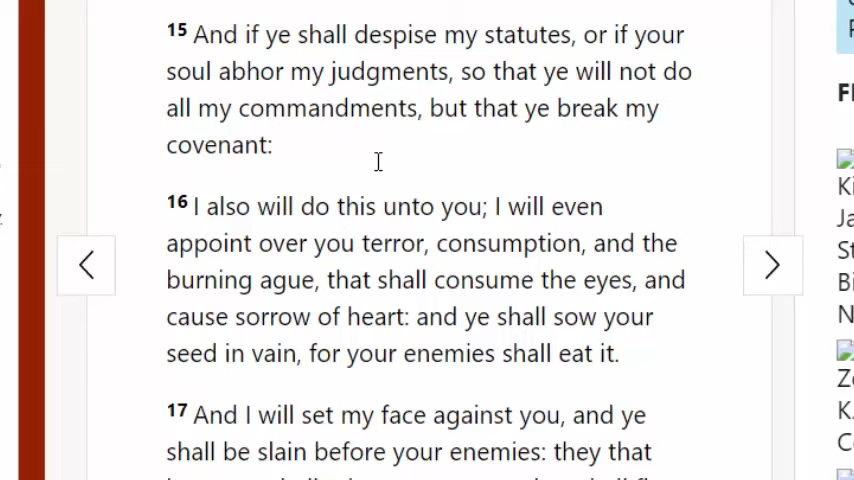 15 And if ye shall despise my statutes, or if your
soul abhor my judgments, so that ye will not do
all my commandments, but that ye break my
covenant:
16 I also will do this unto you; I will even
appoint over you terror, consumption, and the
burning ague, that shall consume the eyes, and
cause sorrow of heart: and ye shall sow your
seed in vain, for your enemies shall eat it.
17 And I will set my face against you, and ye
shall be slain before your enemies: they that